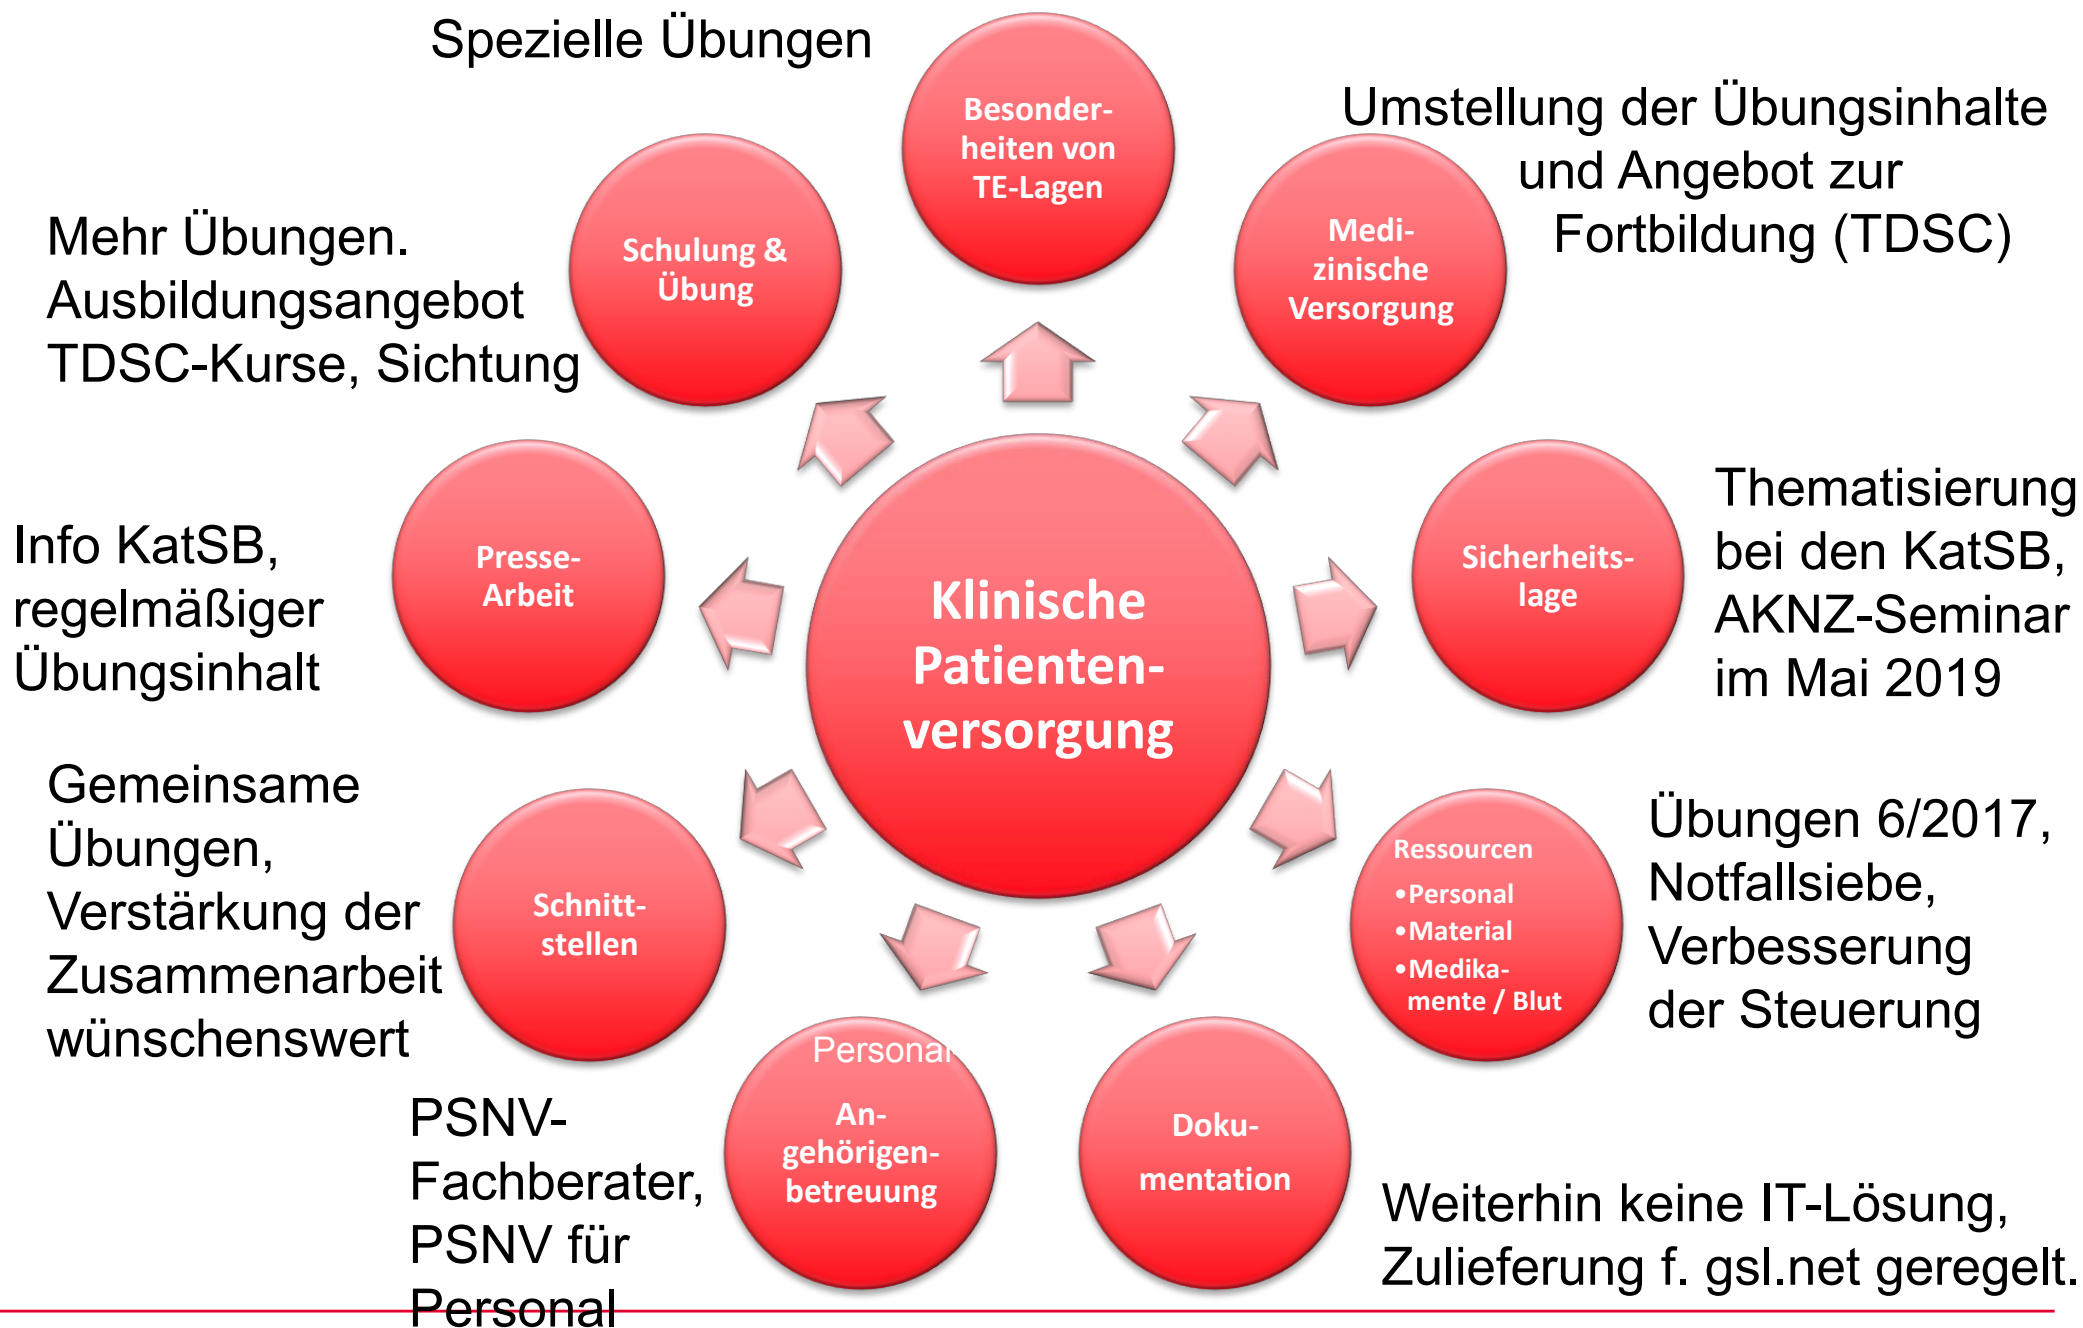 Spezielle Übungen
Besonder-
heiten von
TE-Lagen
Umstellung der Übungsinhalte
und Angebot zur
Fortbildung (TDSC)
Medi-
zinische
Versorgung
Thematisierung
bei den KatSB,
AKNZ-Seminar
im Mai 2019
Sicherheits-
lage
Übungen 6/2017,
Notfallsiebe,
Verbesserung
der Steuerung
Ressourcen
•Personal
•Material
•Medika-
mente / Blut
Doku-
mentation
Weiterhin keine IT-Lösung,
Zulieferung f. gsl.net geregelt.
Personal
An-
gehörigen-
betreuung
PSNV-
Fachberater,
PSNV für
Personal
Schnitt-
stellen
Gemeinsame
Übungen,
Verstärkung der
Zusammenarbeit
wünschenswert
Presse-
Arbeit
Info KatSB,
regelmäßiger
Übungsinhalt
Schulung &
Übung
Mehr Übungen.
Ausbildungsangebot
TDSC-Kurse, Sichtung
Klinische
Patienten-
versorgung